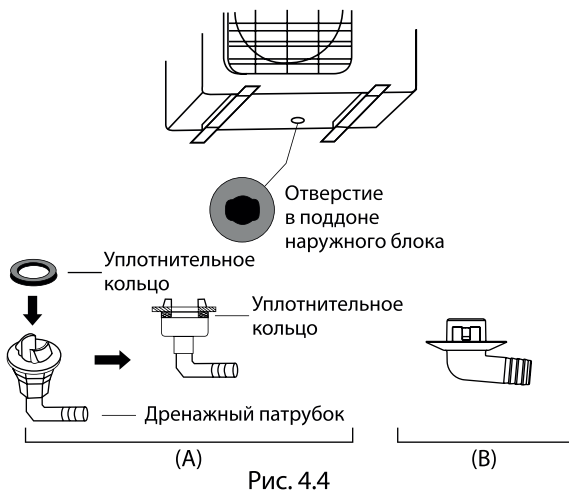 Отверстие
в поддоне
наружного блока
Уплотнительное
кольцо
Уплотнительное
кольцо
Дренажный патрубок
(A)
(B)
Рис. 4.4